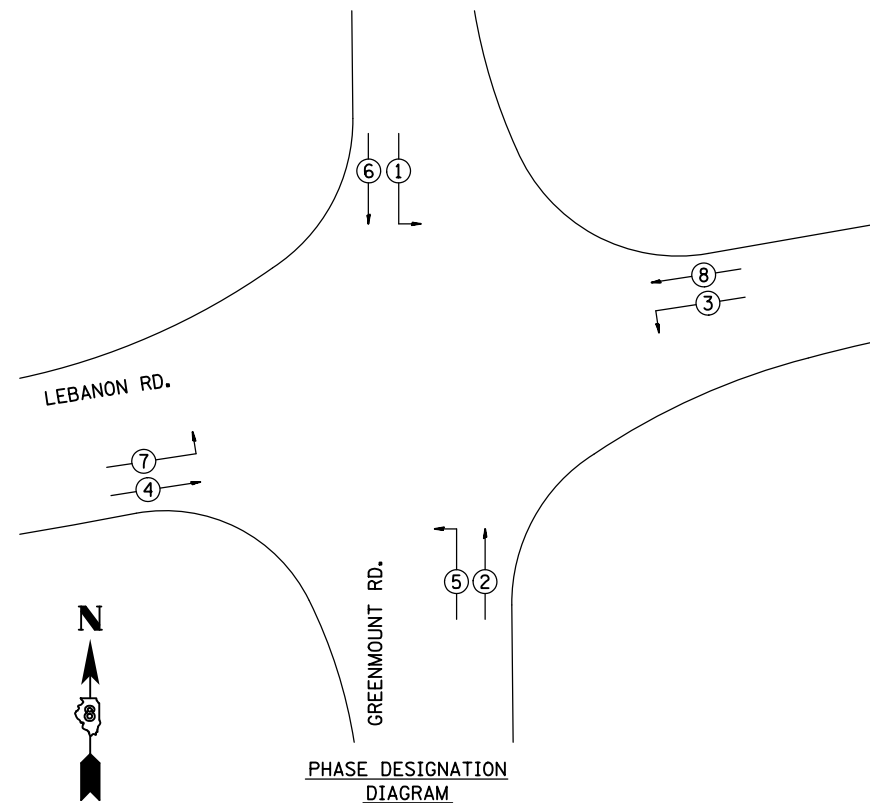 6 1
8
3
LEBANON RD.
7
4
5 2
GREENMOUNT RD.
N
8
PHASE DESIGNATION
DIAGRAM